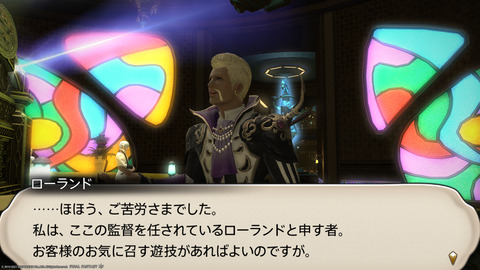 ローランド
……ほほう、ご苦労さまでした。
私は、ここの監督を任されているローランドと申す者。
お客様のお気に召す遊技があればよいのですが。
FINAL FANTASY XIV